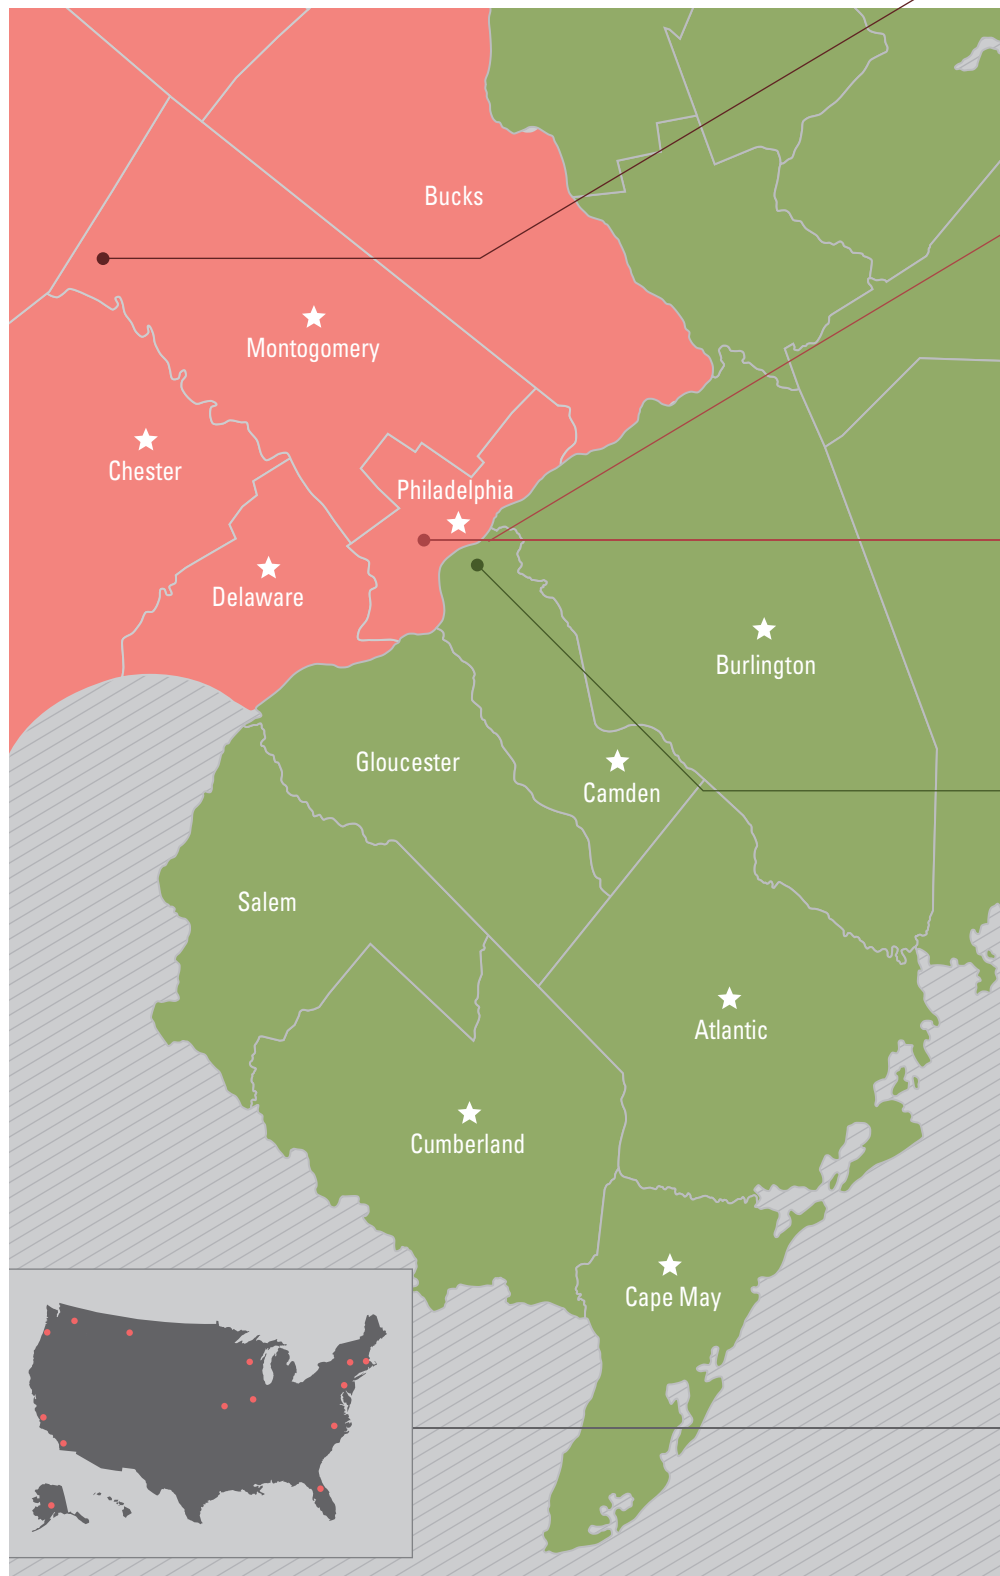 Bucks
Montogomery
Chester
Philadelphia
Delaware
Burlington
Gloucester
Camden
Salem
Atlantic
Cumberland
Cape May